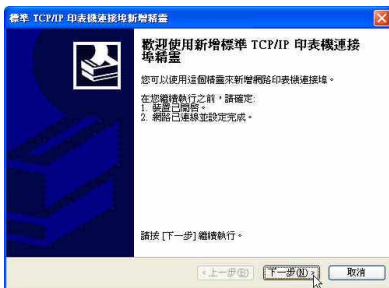 標準 TCP/IP 印表機連接埠新增精靈
歡迎使用新增標準 TCP/IP 印表機連接
埠精靈
您可以使用這個精靈來新增網路印表機連接埠。
在您繼續執行之前，請確定:
1. 裝置已開啟。
2. 網路已連線並設定完成。
請按 [下一步] 繼續執行。
< 上一步(B)
下一步(N) >
取消